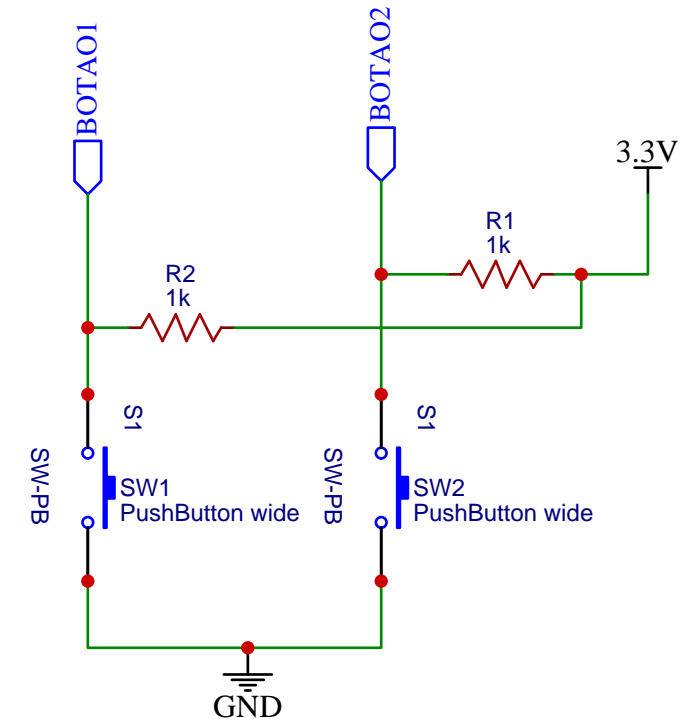 BOTAO1
BOTAO2
3.3V
R1
1k
R2
1k
S1
S1
SW-PB
SW1
PushButton wide
SW-PB
SW2
PushButton wide
GND